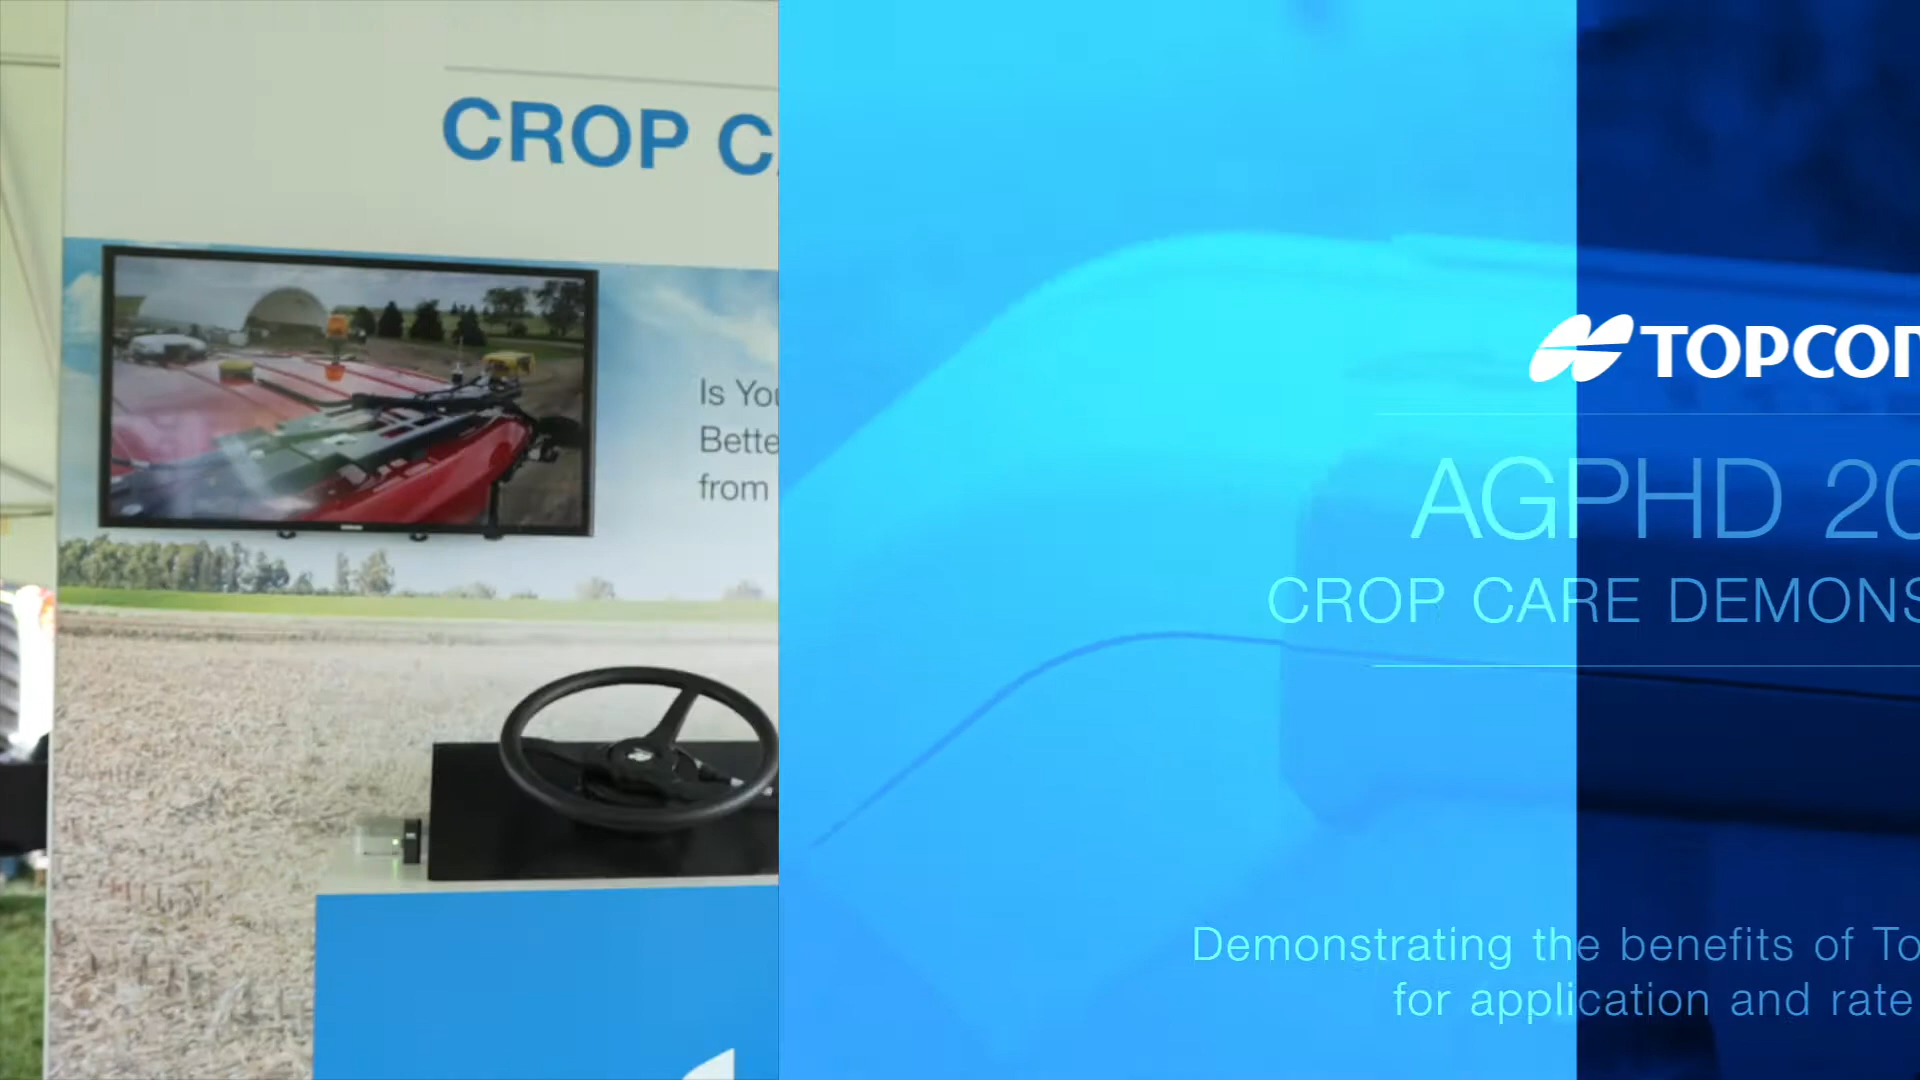 CROP C
Is You
Bette
from
TOPCON
AGPHD 20
CROP CARE DEMONS
Demonstrating the benefits of To
for application and rate